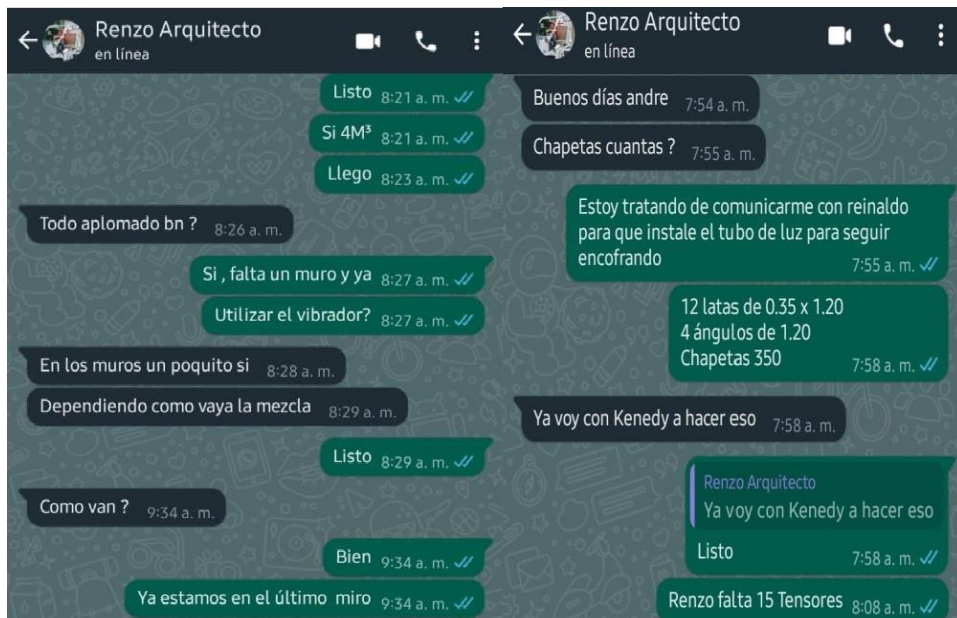 Renzo Arquitecto
en línea
Listo 8:21 a. m.
Si 4M³ 8:21 a. m.
Llego 8:23 a. m.
Todo aplomado bn ? 8:26 a. m.
Si , falta un muro y ya 8:27 a. m.
Utilizar el vibrador? 8:27 a. m.
En los muros un poquito si 8:28 a. m.
Dependiendo como vaya la mezcla 8:29 a. m.
Listo 8:29 a. m.
Como van ? 9:34 a. m.
Bien 9:34 a. m.
Ya estamos en el último miro 9:34 a. m.
Renzo Arquitecto
en línea
Buenos días andre 7:54 a. m.
Chapetas cuantas ? 7:55 a. m.
Estoy tratando de comunicarme con reinaldo
para que instale el tubo de luz para seguir
encofrando 7:55 a. m.
12 latas de 0.35 x 1.20
4 ángulos de 1.20
Chapetas 350 7:58 a. m.
Ya voy con Kenedy a hacer eso 7:58 a. m.
Renzo Arquitecto
Ya voy con Kenedy a hacer eso
Listo 7:58 a. m.
Renzo falta 15 Tensores 8:08 a. m.